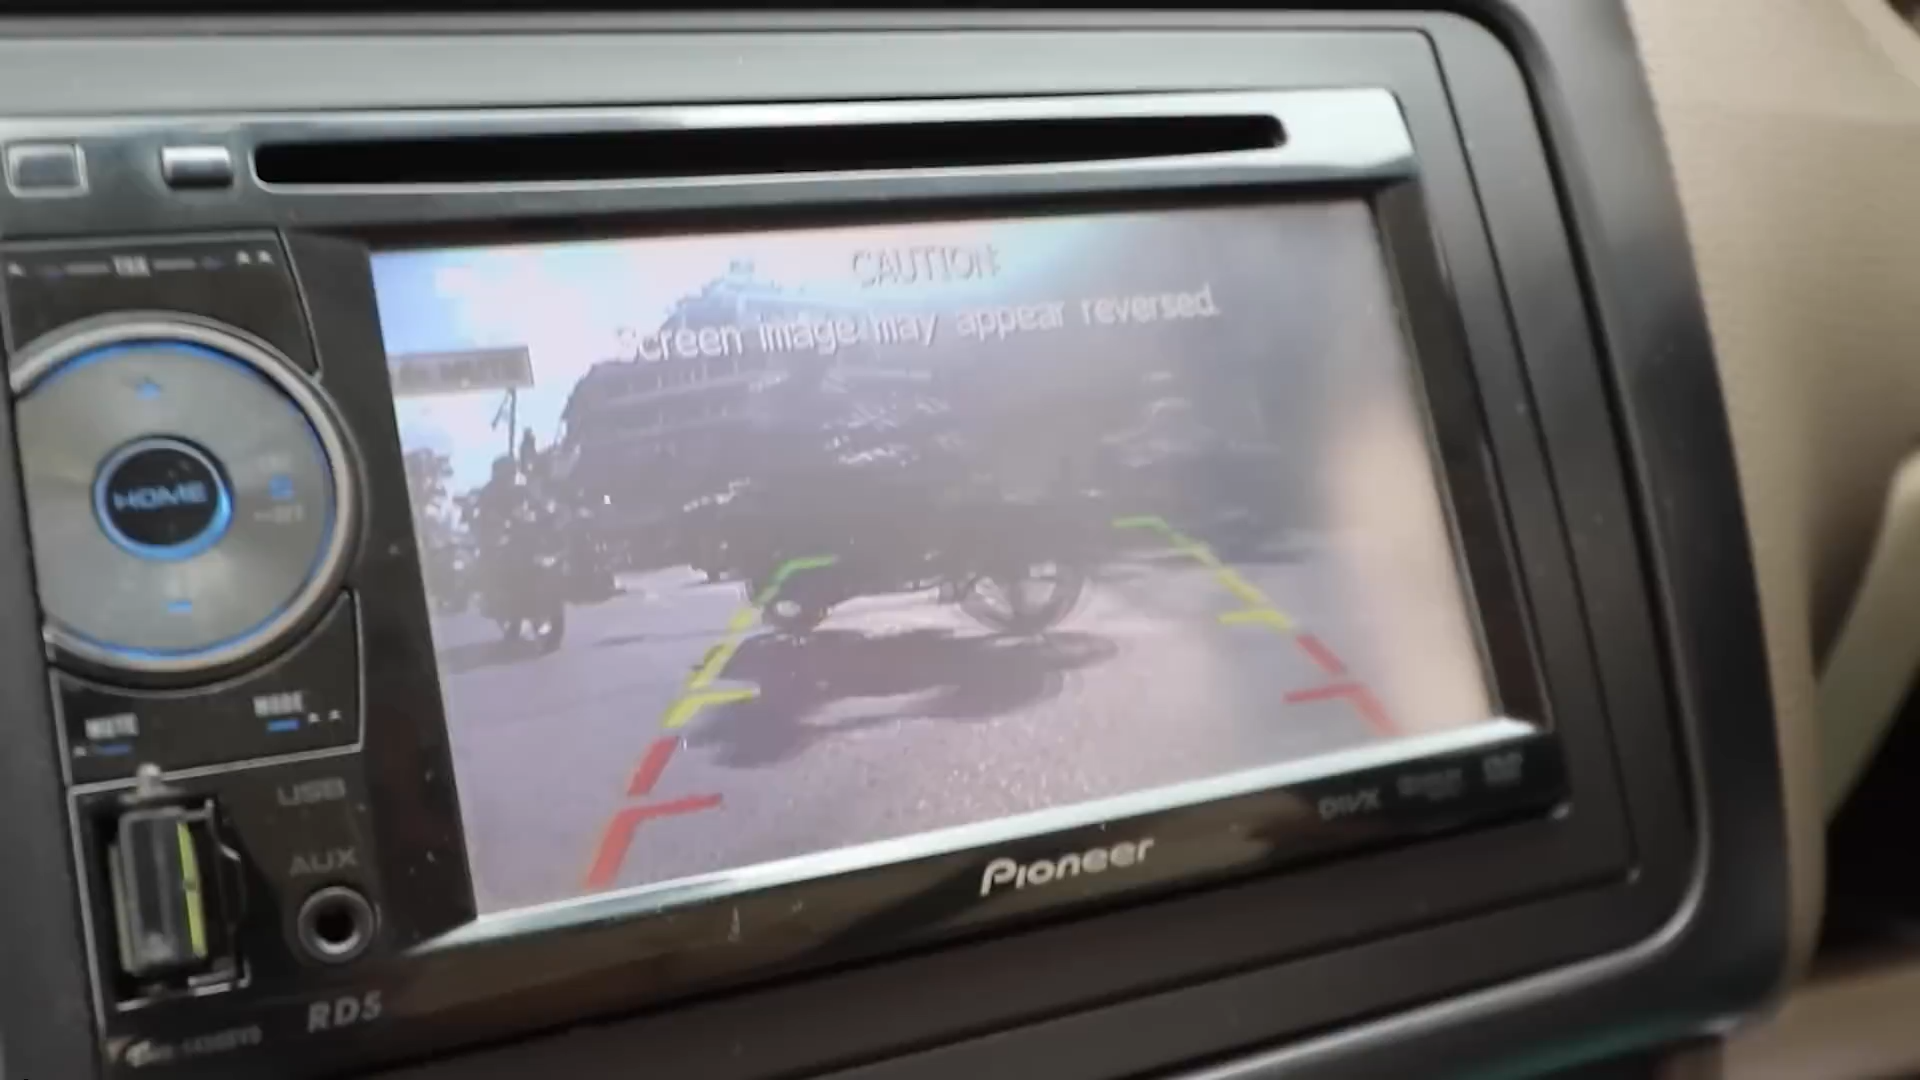 CAUTION
Screen image may appear reversed.
HOME
MUTE
MODE
USB
AUX
RDS
Pioneer
DIVX